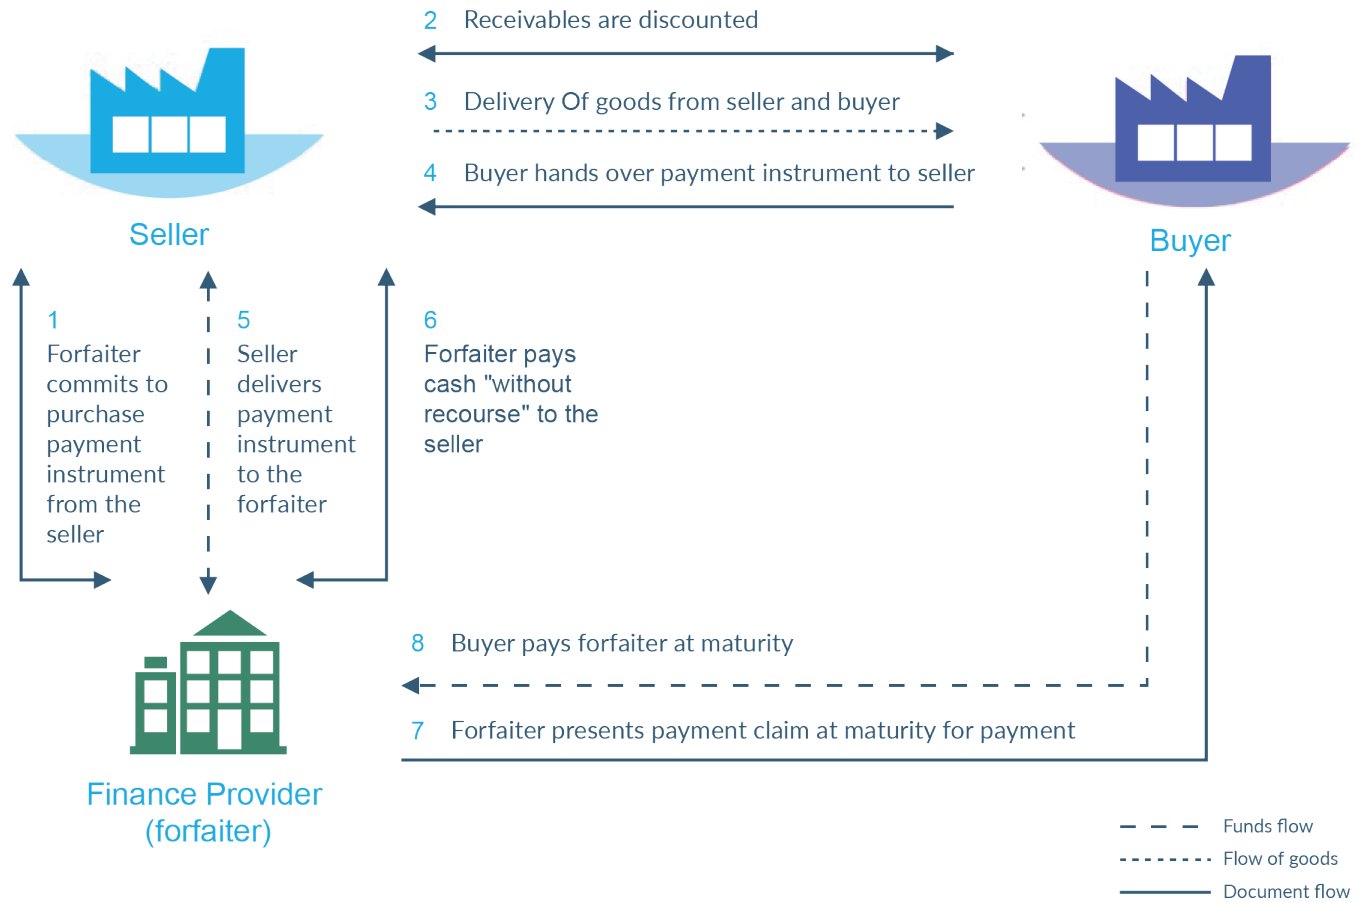 2 Receivables are discounted
3 Delivery Of goods from seller and buyer
4 Buyer hands over payment instrument to seller
Seller
Buyer
1
Forfaiter
commits to
purchase
payment
instrument
from the
seller
5
Seller
delivers
payment
instrument
to the
forfaiter
6
Forfaiter pays
cash "without
recourse" to the
seller
8 Buyer pays forfaiter at maturity
7 Forfaiter presents payment claim at maturity for payment
Finance Provider
(forfaiter)
Funds flow
Flow of goods
Document flow